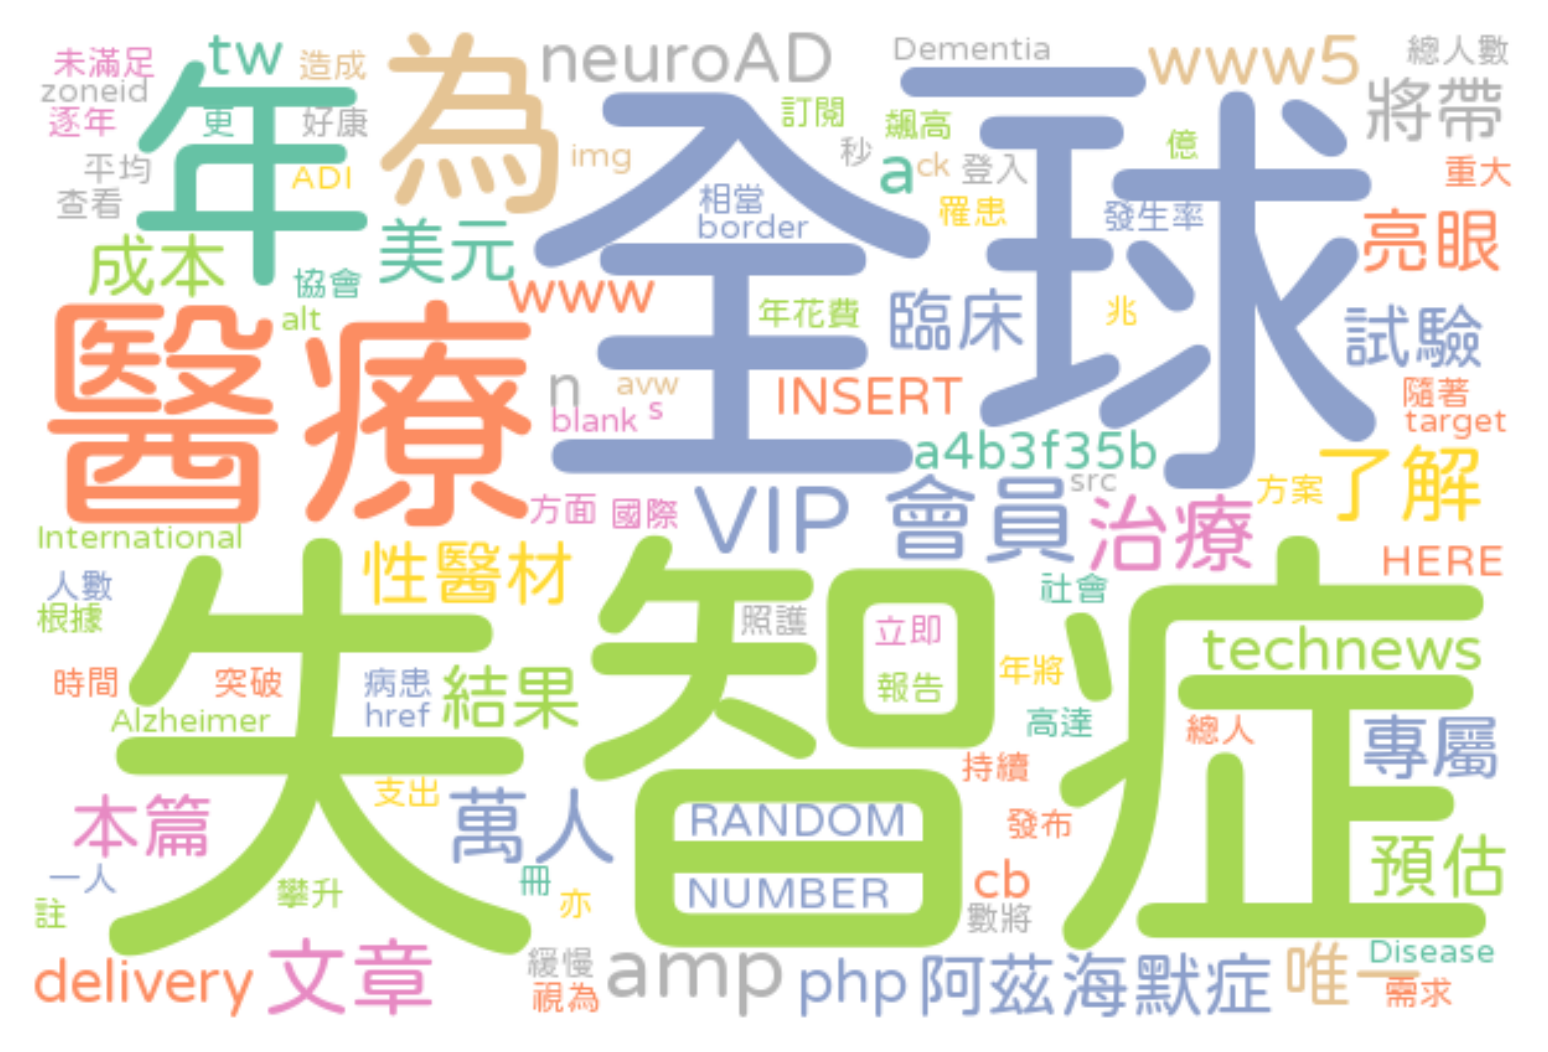 未滿足
tw
造成
為
neuroAD
Dementia
www5
總人數
zoneid
年
全球
將帶
逐年
更
好康
訂閱
飆高
億
平均
ADI
img
秒
a
ck
登入
重大
查看
相當
border
罹患
發生率
亮眼
成本
美元
協會
www
alt
年花費
臨床
兆
試驗
醫療
n
avw
INSERT
隨著
blank
s
target
a4b3f35b
src
方案
了解
方面
國際
VIP
會員
治療
International
性醫材
HERE
人數
社會
根據
失智症
照護
立即
technews
時間
突破
病患
結果
報告
年將
Alzheimer
href
高達
總人
專屬
持續
支出
本篇
萬人
RANDOM
發布
預估
一人
攀升
冊
亦
NUMBER
cb
數將
註
delivery
文章
緩慢
視為
amp
php
阿茲海默症
唯一
Disease
需求